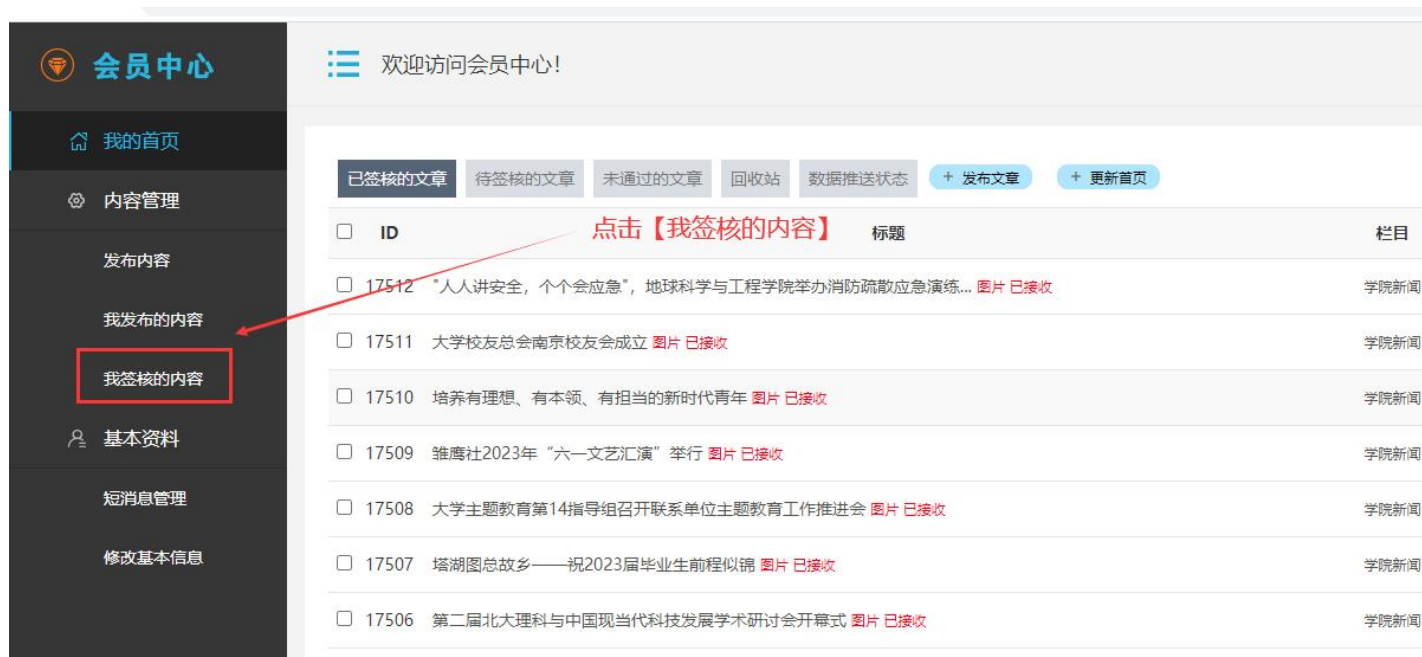 会员中心
欢迎访问会员中心！
我的首页
内容管理
发布内容
我发布的内容
我签核的内容
基本资料
短消息管理
修改基本信息
已签核的文章 待签核的文章 未通过的文章 回收站 数据推送状态 + 发布文章 + 更新首页
点击【我签核的内容】
ID 标题 栏目
17512 "人人讲安全，个个会应急"，地球科学与工程学院举办消防疏散应急演练... 图片 已接收 学院新闻
17511 大学校友总会南京校友会成立 图片 已接收 学院新闻
17510 培养有理想、有本领、有担当的新时代青年 图片 已接收 学院新闻
17509 雏鹰社2023年“六一文艺汇演”举行 图片 已接收 学院新闻
17508 大学主题教育第14指导组召开联系单位主题教育工作推进会 图片 已接收 学院新闻
17507 塔湖图总故乡——祝2023届毕业生前程似锦 图片 已接收 学院新闻
17506 第二届北大理科与中国现当代科技发展学术研讨会开幕式 图片 已接收 学院新闻